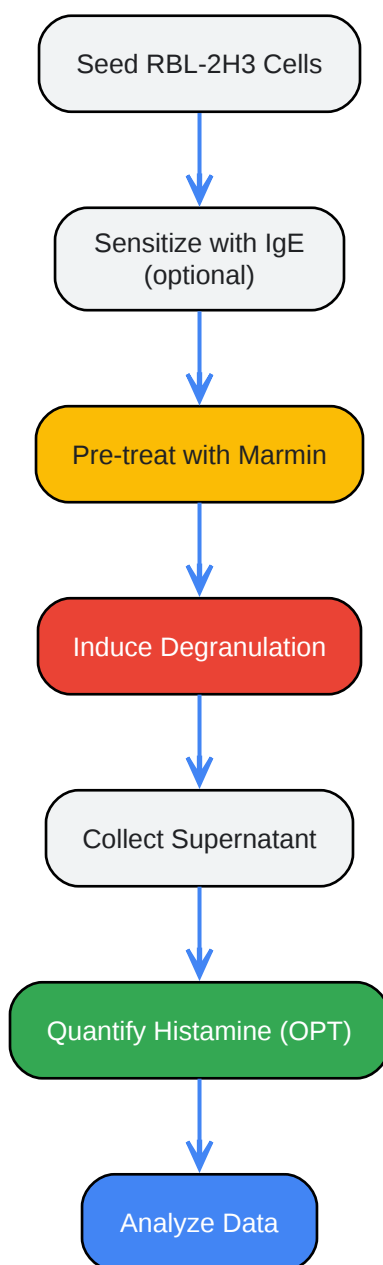 Seed RBL-2H3 Cells
Sensitize with IgE
(optional)
Pre-treat with Marmin
Induce Degranulation
Collect Supernatant
Quantify Histamine (OPT)
Analyze Data